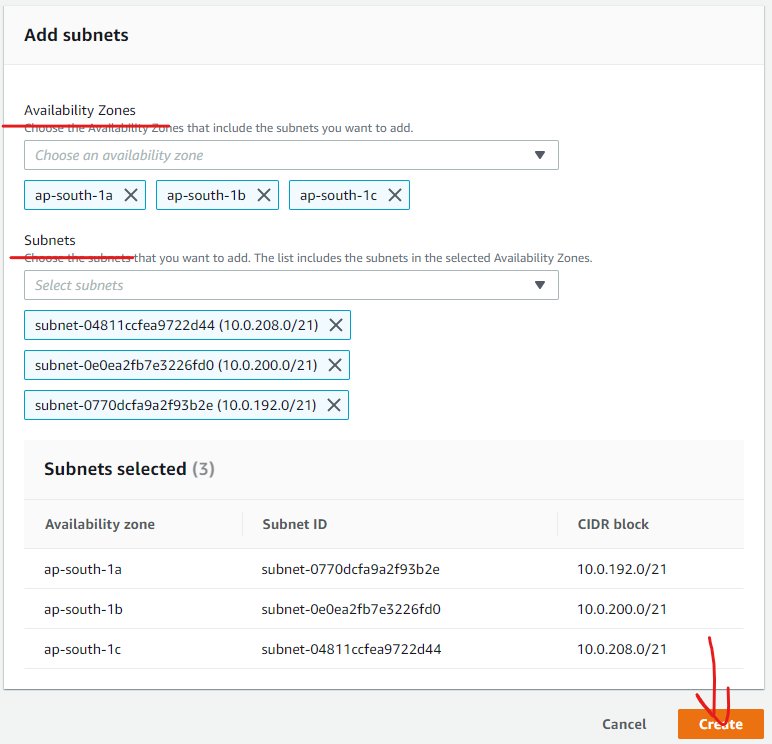 Add subnets
Availability Zones
Choose the Availability Zones that include the subnets you want to add.
Choose an availability zone
ap-south-1a ap-south-1b ap-south-1c
Subnets
Choose the subnets that you want to add. The list includes the subnets in the selected Availability Zones.
Select subnets
subnet-04811ccfea9722d44 (10.0.208.0/21)
subnet-0e0ea2fb7e3226fd0 (10.0.200.0/21)
subnet-0770dcfa9a2f93b2e (10.0.192.0/21)
Subnets selected (3)
Availability zone Subnet ID CIDR block
ap-south-1a subnet-0770dcfa9a2f93b2e 10.0.192.0/21
ap-south-1b subnet-0e0ea2fb7e3226fd0 10.0.200.0/21
ap-south-1c subnet-04811ccfea9722d44 10.0.208.0/21
Cancel Create